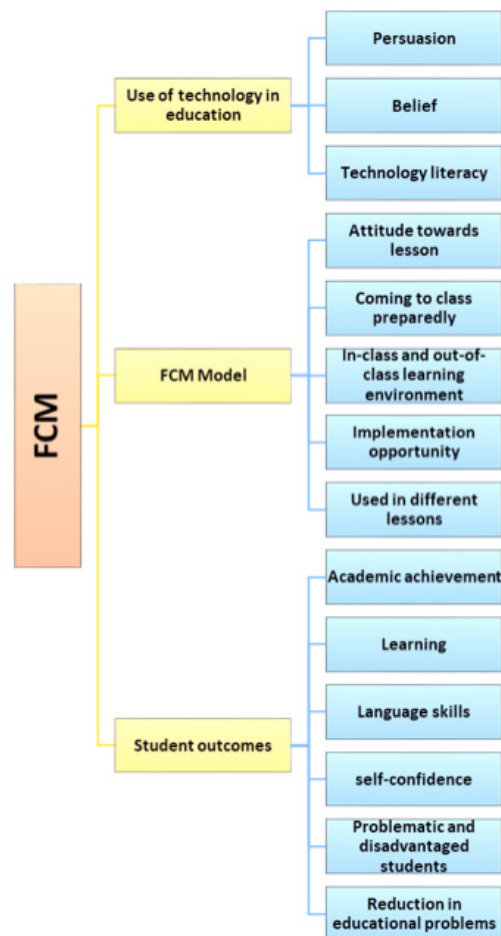 FCM
Use of technology in
education
Persuasion
Belief
Technology literacy
FCM Model
Attitude towards
lesson
Coming to class
preparedly
In-class and out-of-
class learning
environment
Implementation
opportunity
Used in different
lessons
Student outcomes
Academic achievement
Learning
Language skills
self-confidence
Problematic and
disadvantaged
students
Reduction in
educational problems